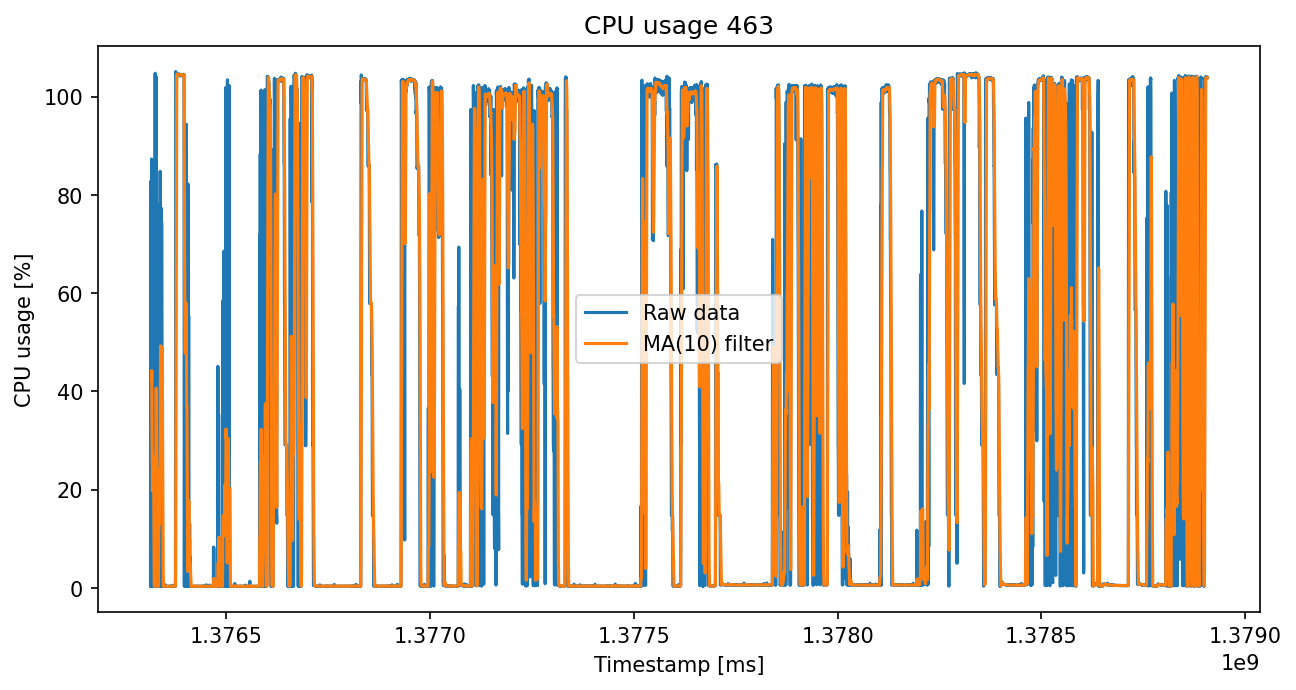 CPU usage 463
CPU usage [%]
100
80
60
40
20
0
Raw data
MA(10) filter
1.3765 1.3770 1.3775 1.3780 1.3785 1.3790
1e9
Timestamp [ms]